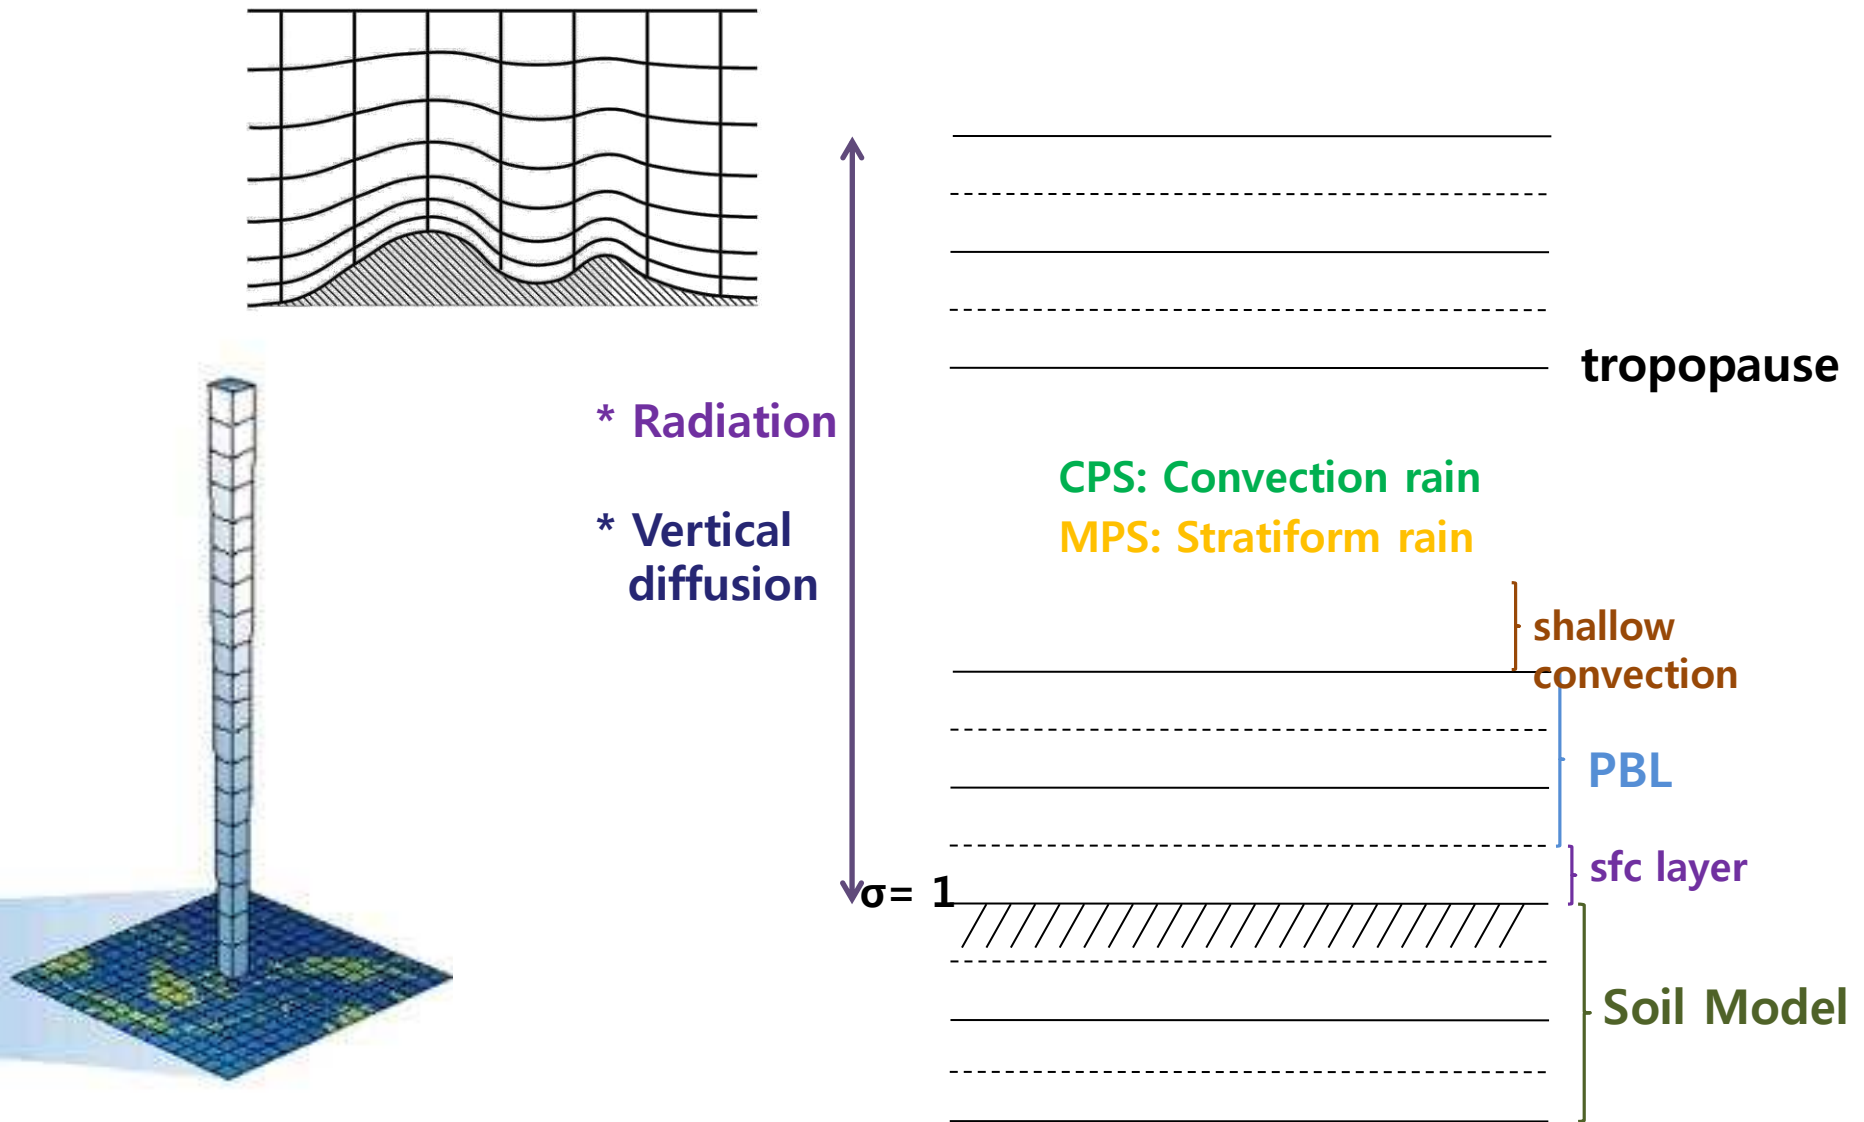 tropopause
* Radiation
CPS: Convection rain
* Vertical
diffusion
MPS: Stratiform rain
shallow
convection
PBL
sfc layer
σ= 1
Soil Model